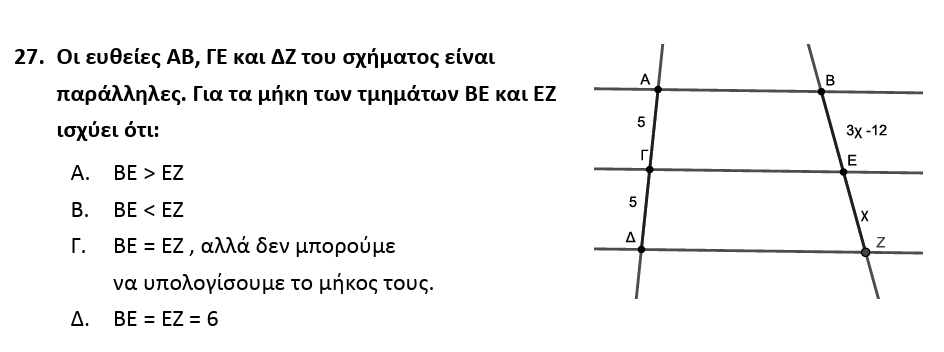 27. Οι ευθείες ΑΒ, ΓΕ και ΔΖ του σχήματος είναι
παράλληλες. Για τα μήκη των τμημάτων ΒΕ και ΕΖ
ισχύει ότι:
Α. ΒΕ > ΕΖ
Β. ΒΕ < ΕΖ
Γ. ΒΕ = ΕΖ , αλλά δεν μπορούμε
να υπολογίσουμε το μήκος τους.
Δ. ΒΕ = ΕΖ = 6
Α
Β
5
3χ -12
Γ
Ε
5
χ
Δ
Ζ